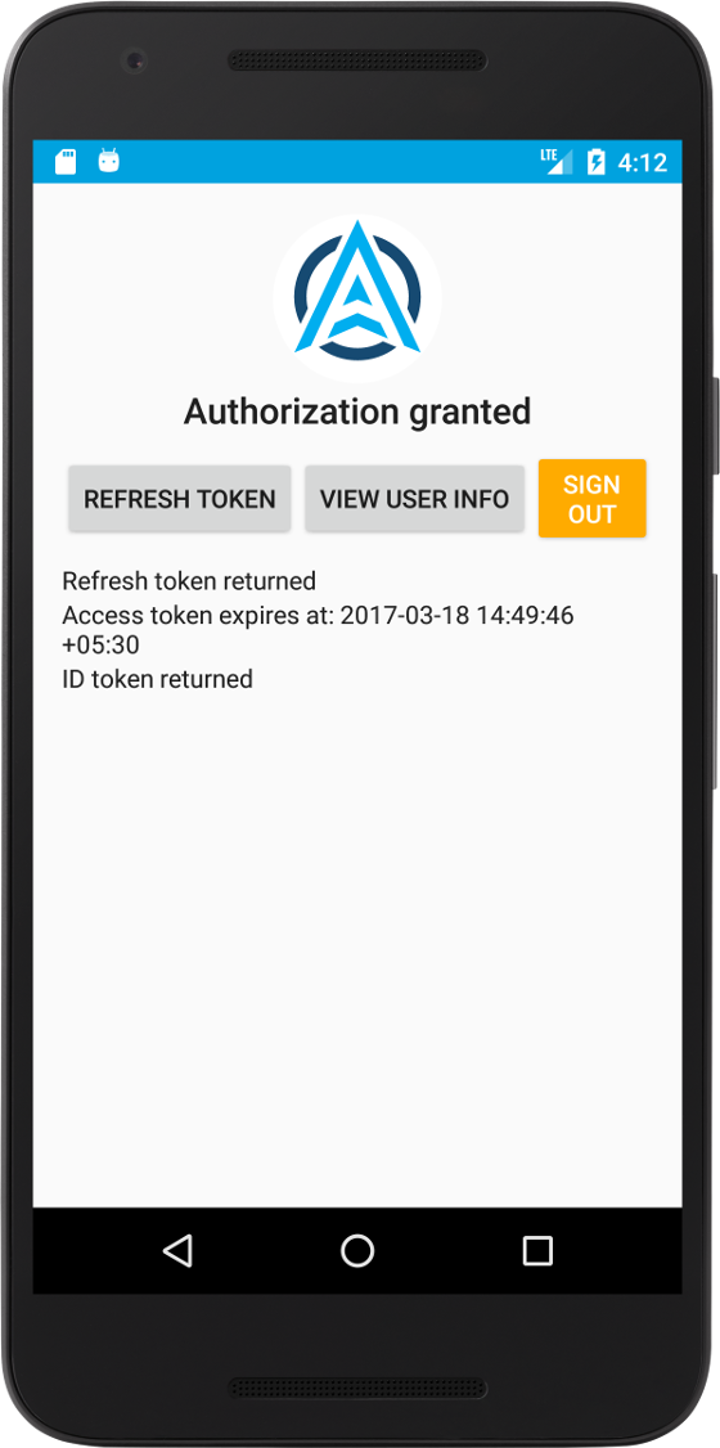 LTE 4:12
Authorization granted
REFRESH TOKEN VIEW USER INFO SIGN OUT
Refresh token returned
Access token expires at: 2017-03-18 14:49:46
+05:30
ID token returned